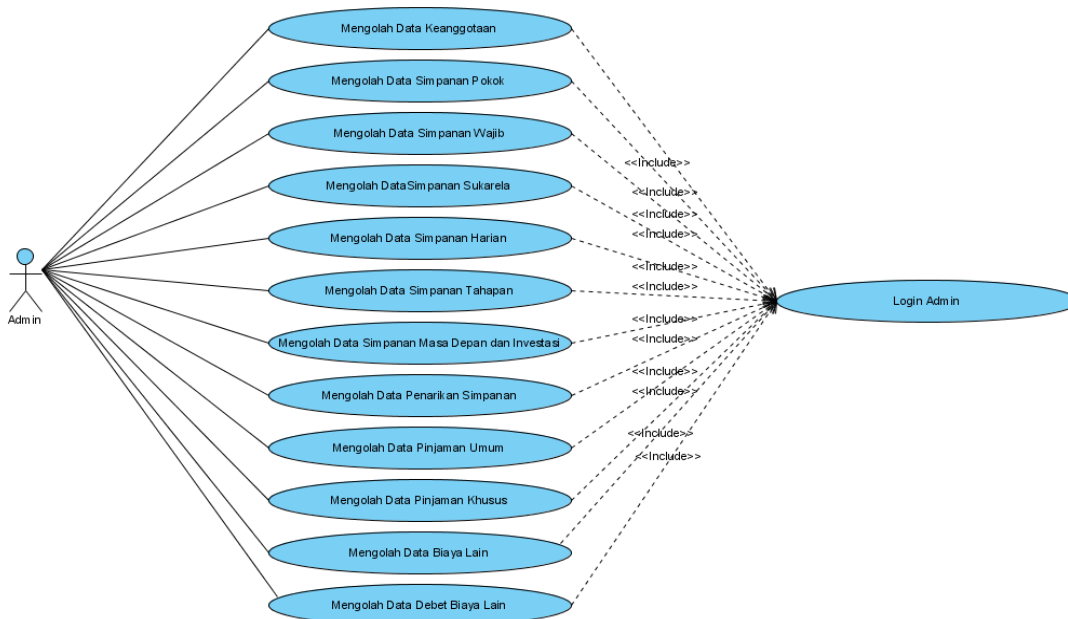 Mengolah Data Keanggotaan
Mengolah Data Simpanan Pokok
Mengolah Data Simpanan Wajib
<<Include>>
Mengolah DataSimpanan Sukarela
<<Include>>
<<Include>>
<<Include>>
Mengolah Data Simpanan Harian
<<Include>>
Mengolah Data Simpanan Tahapan
<<Include>>
Login Admin
Admin
<<Include>>
Mengolah Data Simpanan Masa Depan dan Investasi
<<Include>>
<<Include>>
Mengolah Data Penarikan Simpanan
<<Include>>
<<Include>>
Mengolah Data Pinjaman Umum
<<Include>>
Mengolah Data Pinjaman Khusus
Mengolah Data Biaya Lain
Mengolah Data Debet Biaya Lain